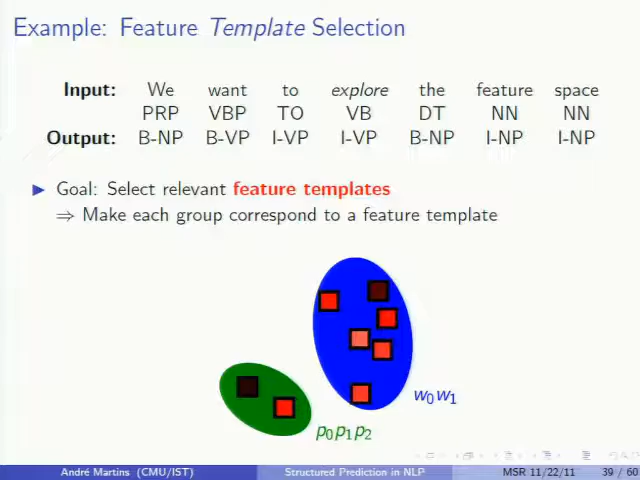 Example: Feature Template Selection
Input: We want to explore the feature space
PRP VBP TO VB DT NN NN
Output: B-NP B-VP I-VP I-VP B-NP I-NP I-NP
Goal: Select relevant feature templates
⇒ Make each group correspond to a feature template
w₀w₁
p₀p₁p₂
André Martins (CMU/IST) Structured Prediction in NLP MSR 11/22/11 39 / 60